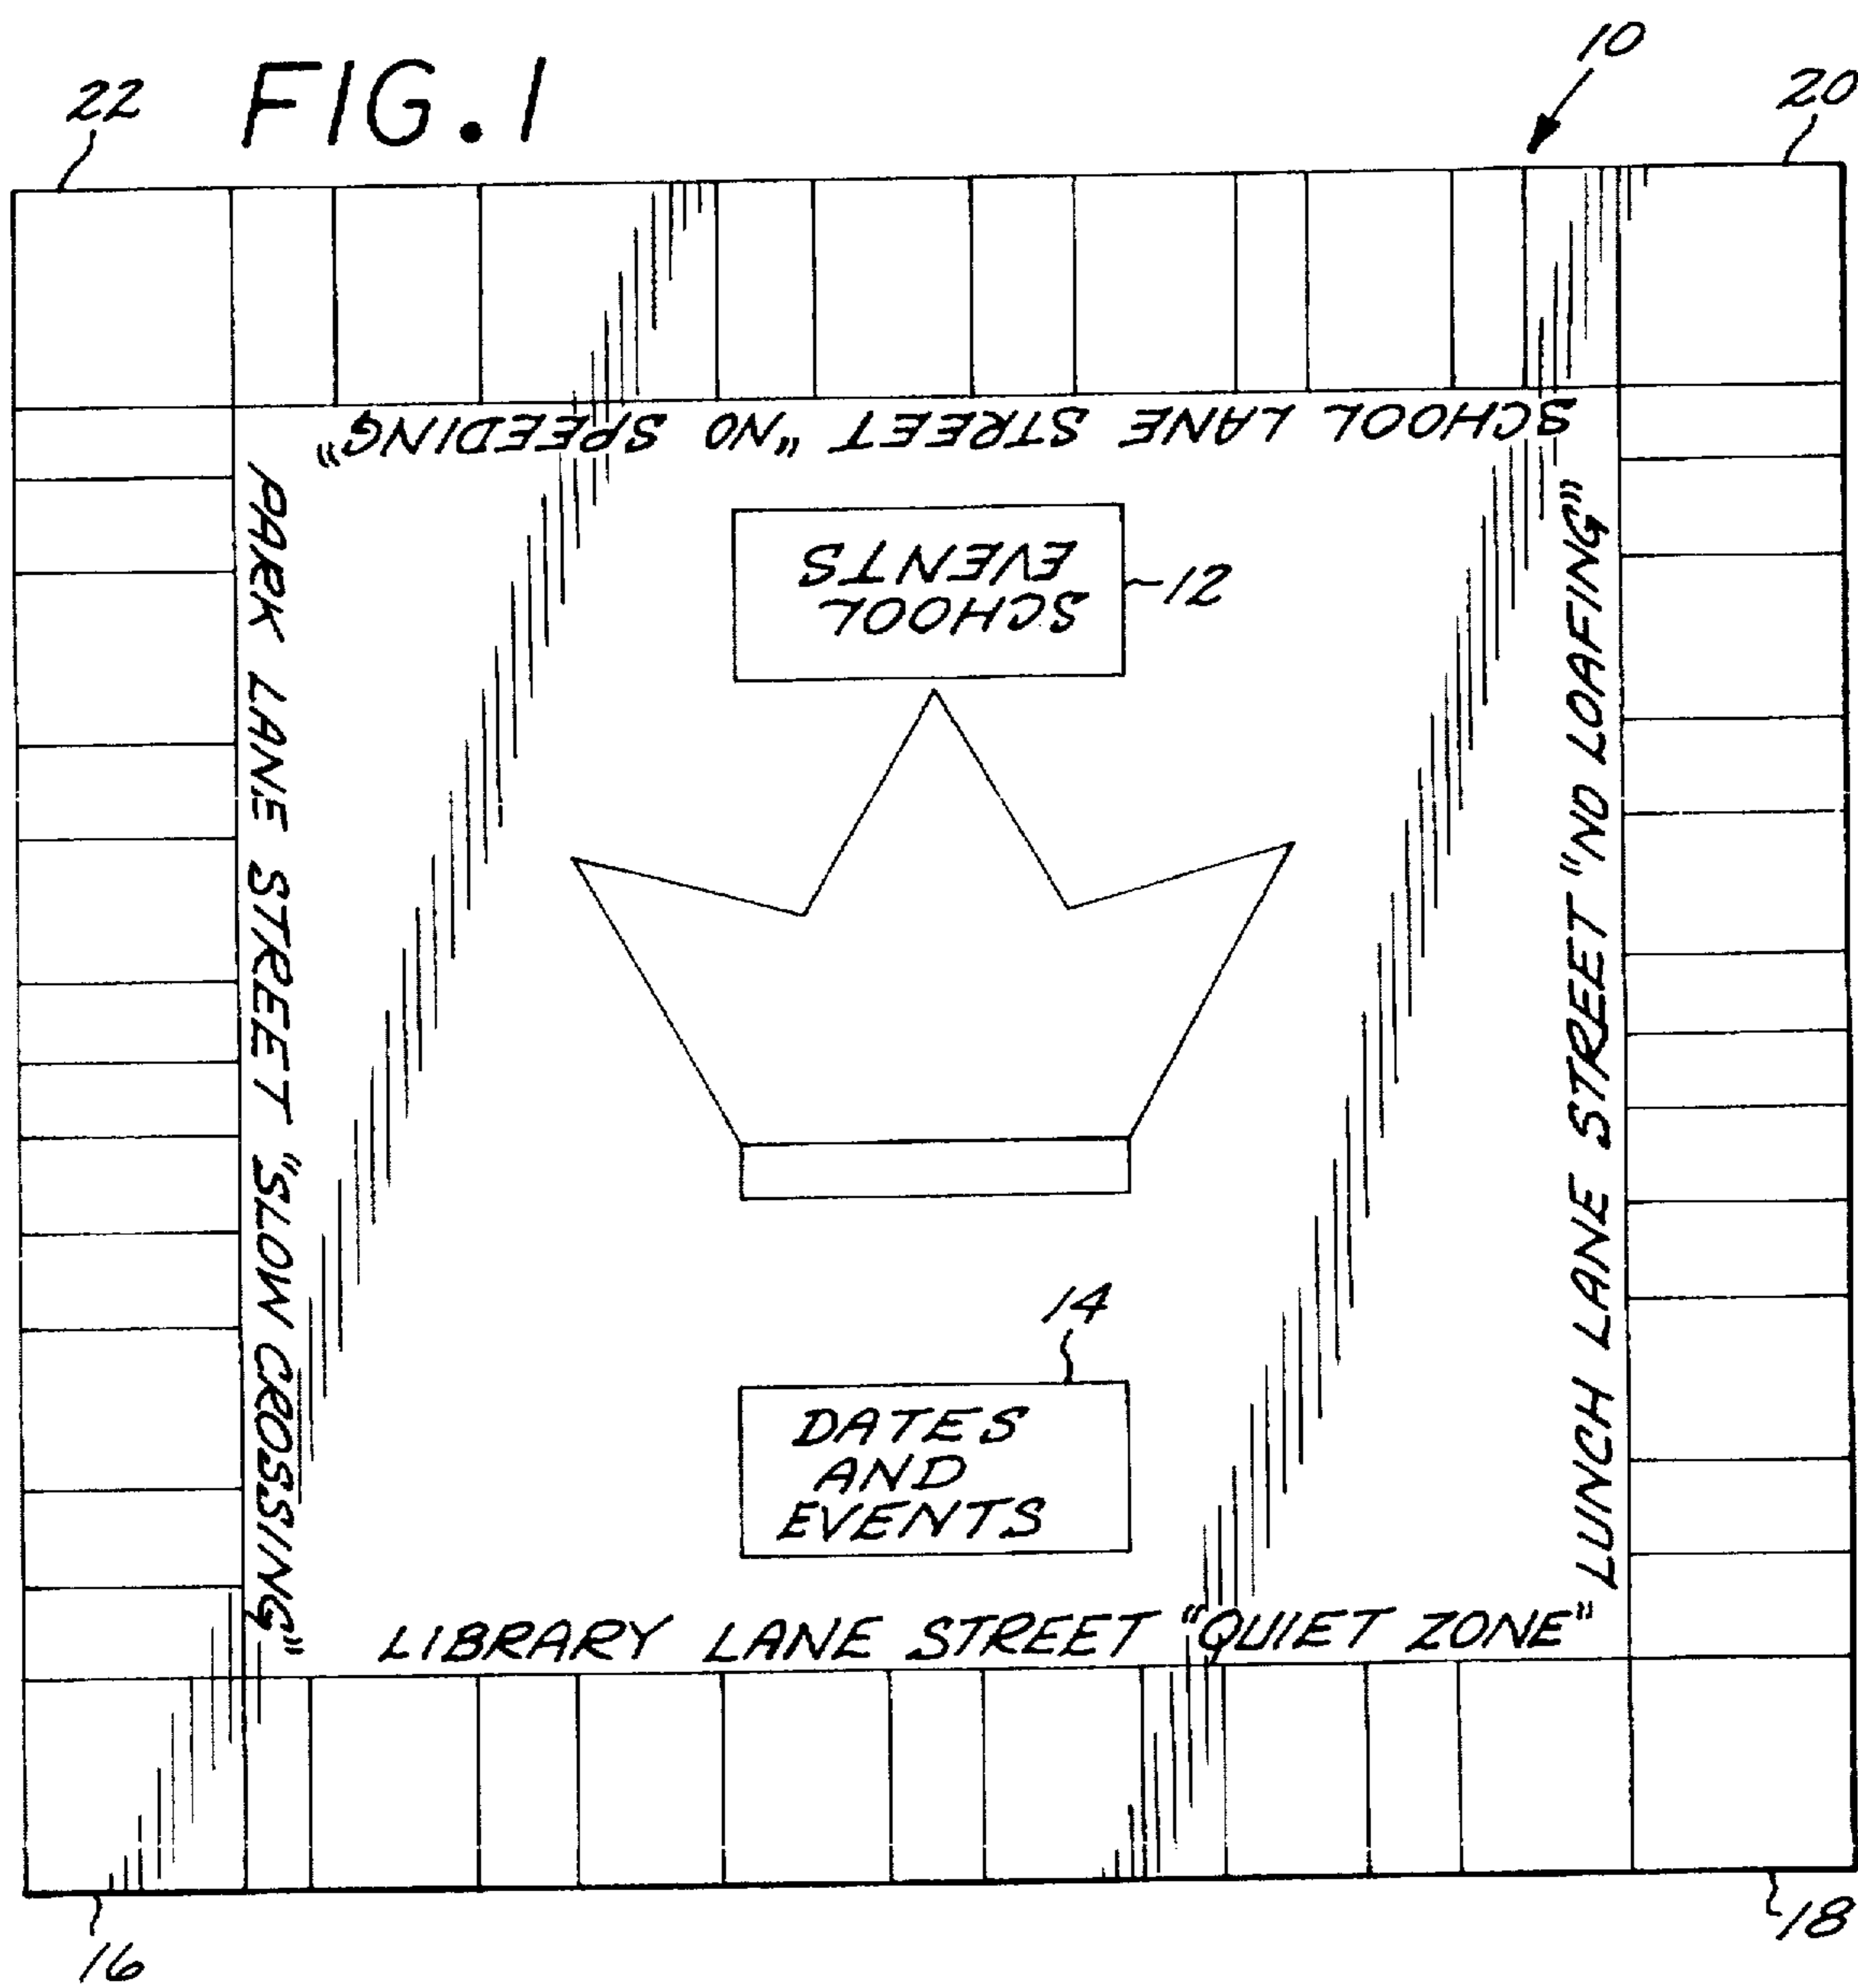 FIG. 1
10
22
20
SCHOOL LANE STREET "NO SPEEDING"
SCHOOL
EVENTS
12
PARK LANE STREET "SLOW CROSSING"
LUNCH LANE STREET "NO LOAFING"
14
DATES
AND
EVENTS
LIBRARY LANE STREET "QUIET ZONE"
16
18